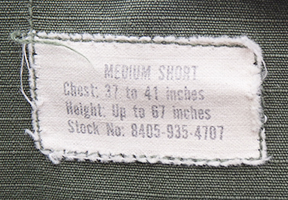 MEDIUM SHORT
Chest: 37 to 41 inches
Height: Up to 67 inches
Stock No: 8405-935-4707